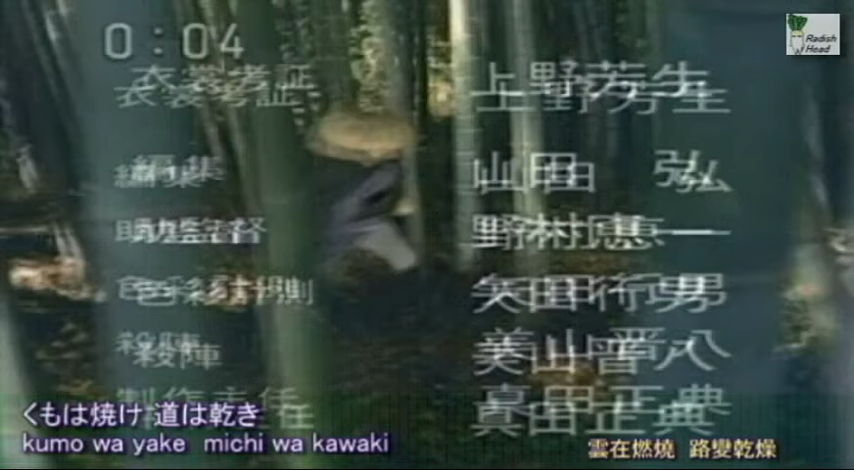 0:04
Radish
Head
衣裳考証 上野芳生
編集 山田 弘
助監督 野村恵一
色彩計測 矢田行男
殺陣 美山晋八
製作主任 真田正典
くもは焼け 道は乾き
kumo wa yake michi wa kawaki
雲在燃燒 路變乾燥